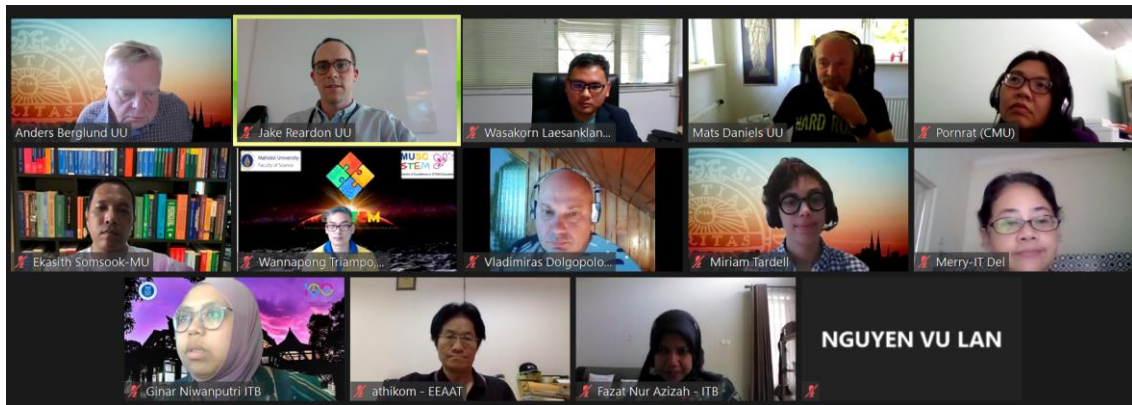 Anders Berglund UU
Jake Reardon UU
Wasakorn Laesanklan...
Mats Daniels UU
HARD
Pornrat (CMU)
Ekasith Somsook-MU
Mahidol University
Faculty of Science
MUSC
STEM
Wannapong Triampo,...
Vladimiras Dolgopolo...
Miriam Tardell
Merry-IT Del
Ginar Niwanputri ITB
athikom - EEAAT
Fazat Nur Azizah - ITB
NGUYEN VU LAN